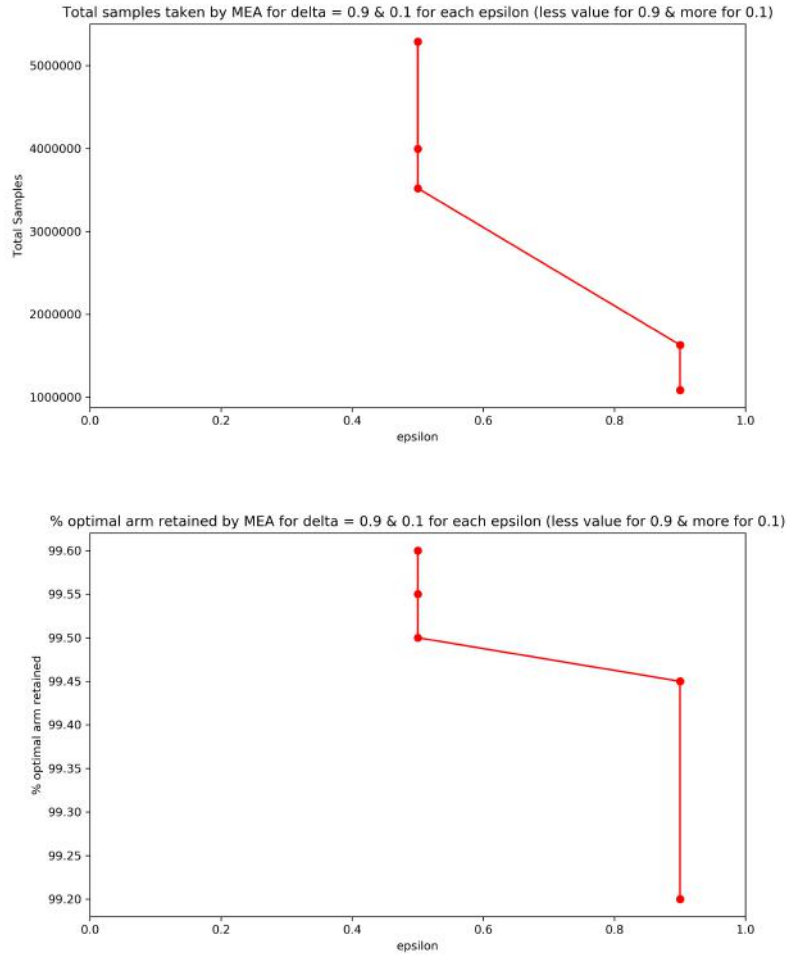 Total samples taken by MEA for delta = 0.9 & 0.1 for each epsilon (less value for 0.9 & more for 0.1)
5000000
4000000
3000000
2000000
1000000
Total Samples
0.0 0.2 0.4 0.6 0.8 1.0
epsilon
% optimal arm retained by MEA for delta = 0.9 & 0.1 for each epsilon (less value for 0.9 & more for 0.1)
99.60
99.55
99.50
99.45
99.40
99.35
99.30
99.25
99.20
% optimal arm retained
0.0 0.2 0.4 0.6 0.8 1.0
epsilon